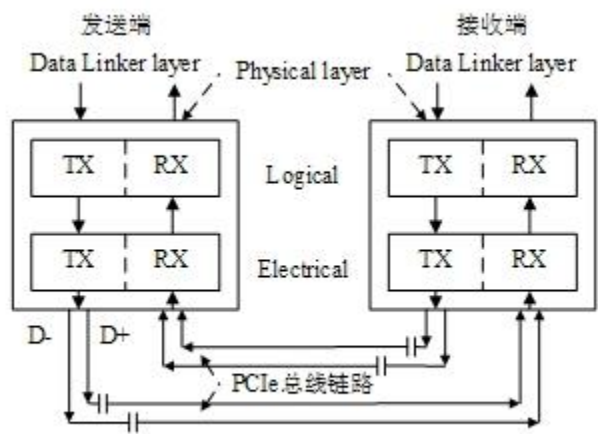 发送端
接收端
Data Linker layer
Physical layer
Data Linker layer
TX
RX
Logical
TX
RX
TX
RX
Electrical
TX
RX
D-
D+
PCIe总线链路